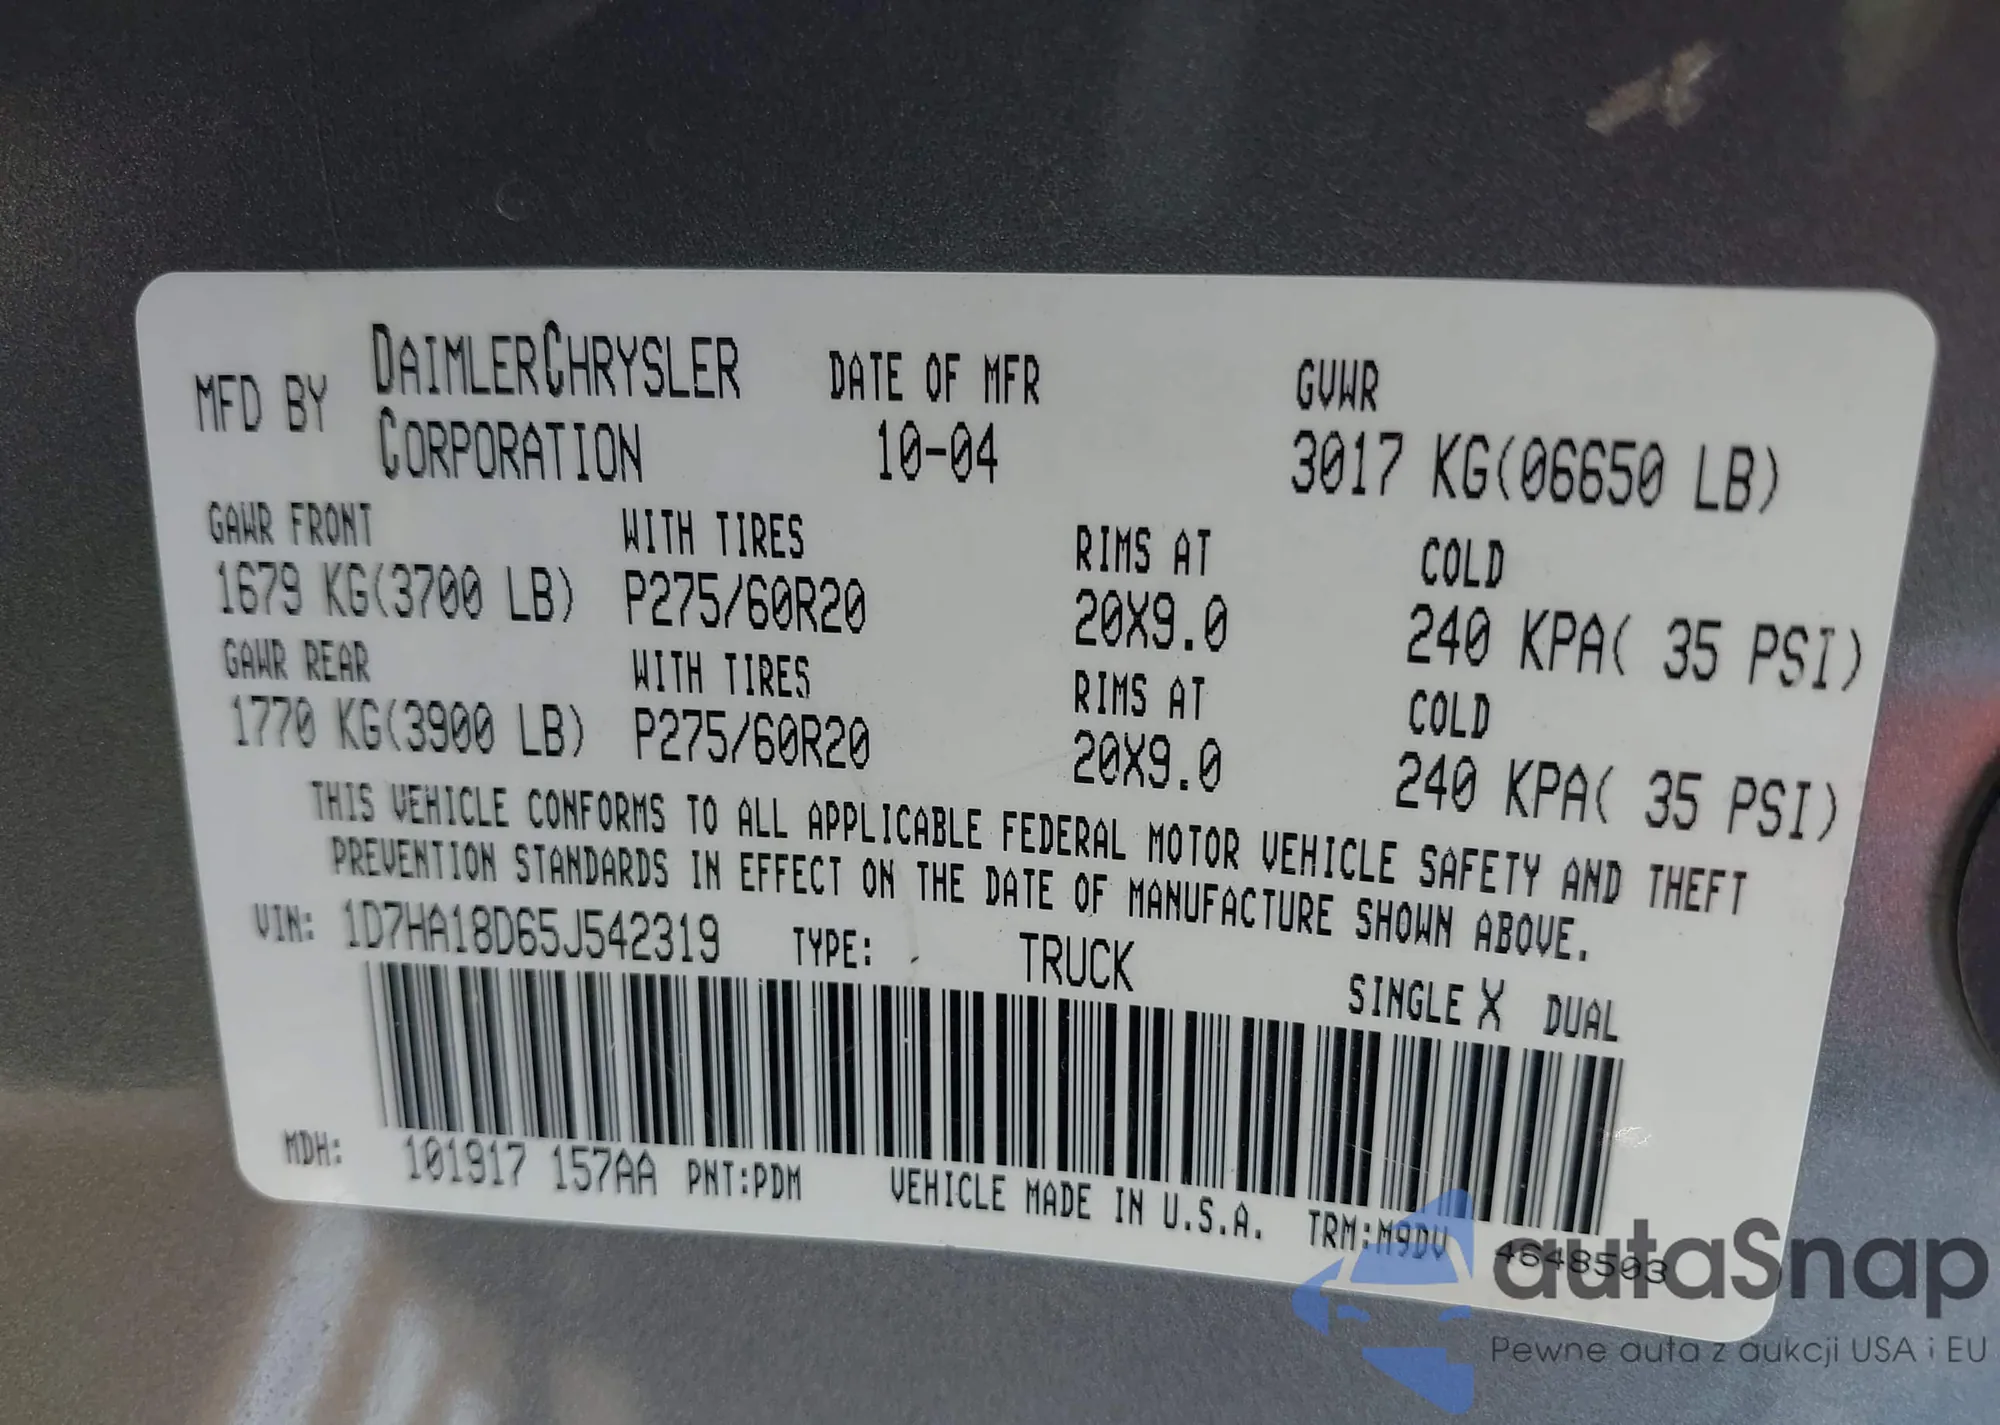 MFD BY DAIMLERCHRYSLER CORPORATION DATE OF MFR 10-04 GVWR 3017 KG(06650 LB)
GAWR FRONT WITH TIRES RIMS AT COLD
1679 KG(3700 LB) P275/60R20 20X9.0 240 KPA( 35 PSI)
GAWR REAR WITH TIRES RIMS AT COLD
1770 KG(3900 LB) P275/60R20 20X9.0 240 KPA( 35 PSI)
THIS VEHICLE CONFORMS TO ALL APPLICABLE FEDERAL MOTOR VEHICLE SAFETY AND THEFT
PREVENTION STANDARDS IN EFFECT ON THE DATE OF MANUFACTURE SHOWN ABOVE.
VIN: 1D7HA18D65J542319 TYPE: TRUCK SINGLE X DUAL
MDH: 101917 157AA PNT:PDM VEHICLE MADE IN U.S.A. TRM:M9DV 4648503
autaSnap
Pewne auta z aukcji USA i EU